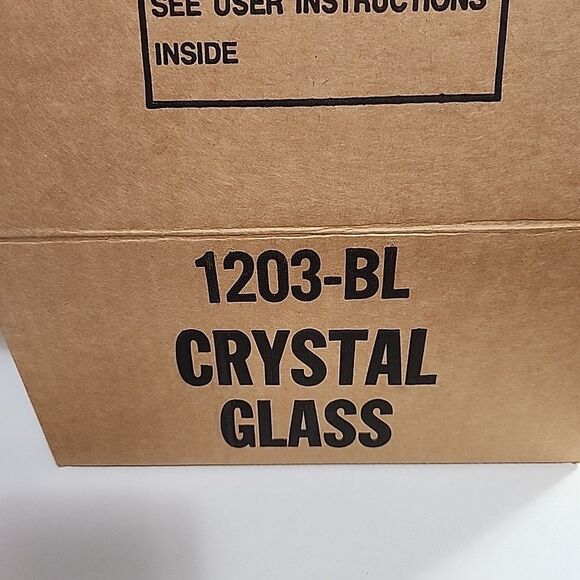 SEE USER INSTRUCTIONS
INSIDE
1203-BL
CRYSTAL
GLASS